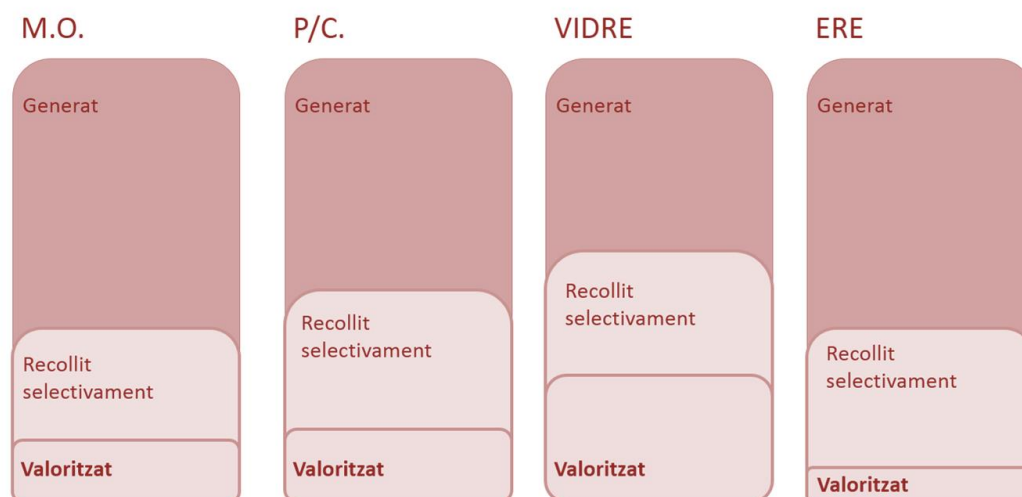 M.O.
P/C.
VIDRE
ERE
Generat
Generat
Generat
Generat
Recollit
selectivament
Recollit
selectivament
Recollit
selectivament
Recollit
selectivament
Valoritzat
Valoritzat
Valoritzat
Valoritzat